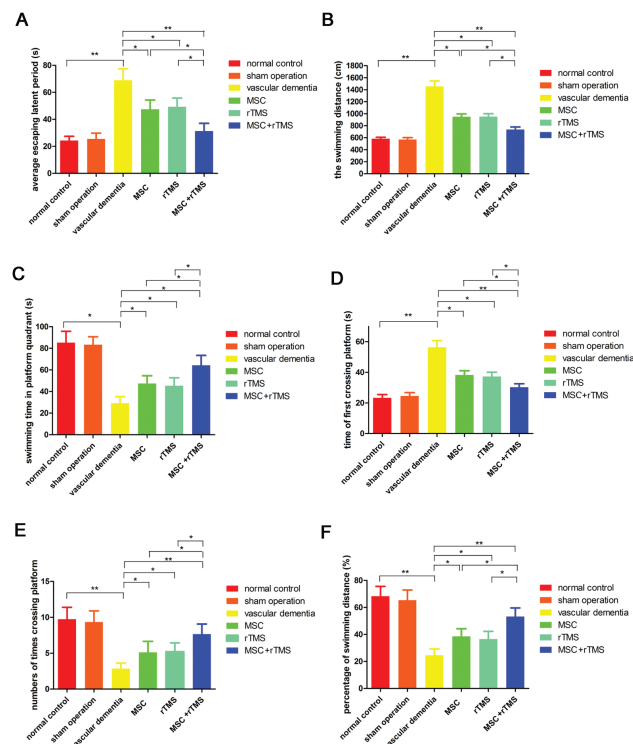 A
average escaping latent period (s)
100
80
60
40
20
0
**
**
*
*
*
*
normal control
sham operation
vascular dementia
MSC
rTMS
MSC +rTMS
normal control
sham operation
vascular dementia
MSC
rTMS
MSC+rTMS
B
the swimming distance (cm)
2000
1800
1600
1400
1200
1000
800
600
400
200
0
**
**
*
*
*
*
normal control
sham operation
vascular dementia
MSC
rTMS
MSC +rTMS
normal control
sham operation
vascular dementia
MSC
rTMS
MSC+rTMS
C
swimming time in platform quadrant (s)
100
80
60
40
20
0
*
*
*
*
*
*
normal control
sham operation
vascular dementia
MSC
rTMS
MSC +rTMS
normal control
sham operation
vascular dementia
MSC
rTMS
MSC+rTMS
D
time of first crossing platform (s)
60
40
20
0
*
*
**
*
**
*
normal control
sham operation
vascular dementia
MSC
rTMS
MSC+rTMS
normal control
sham operation
vascular dementia
MSC
rTMS
MSC+rTMS
E
numbers of times crossing platform
15
10
5
0
*
*
**
*
**
*
normal control
sham operation
vascular dementia
MSC
rTMS
MSC +rTMS
normal control
sham operation
vascular dementia
MSC
rTMS
MSC+rTMS
F
percentage of swimming distance (%)
80
60
40
20
0
**
*
**
*
*
*
normal control
sham operation
vascular dementia
MSC
rTMS
MSC +rTMS
normal control
sham operation
vascular dementia
MSC
rTMS
MSC+rTMS